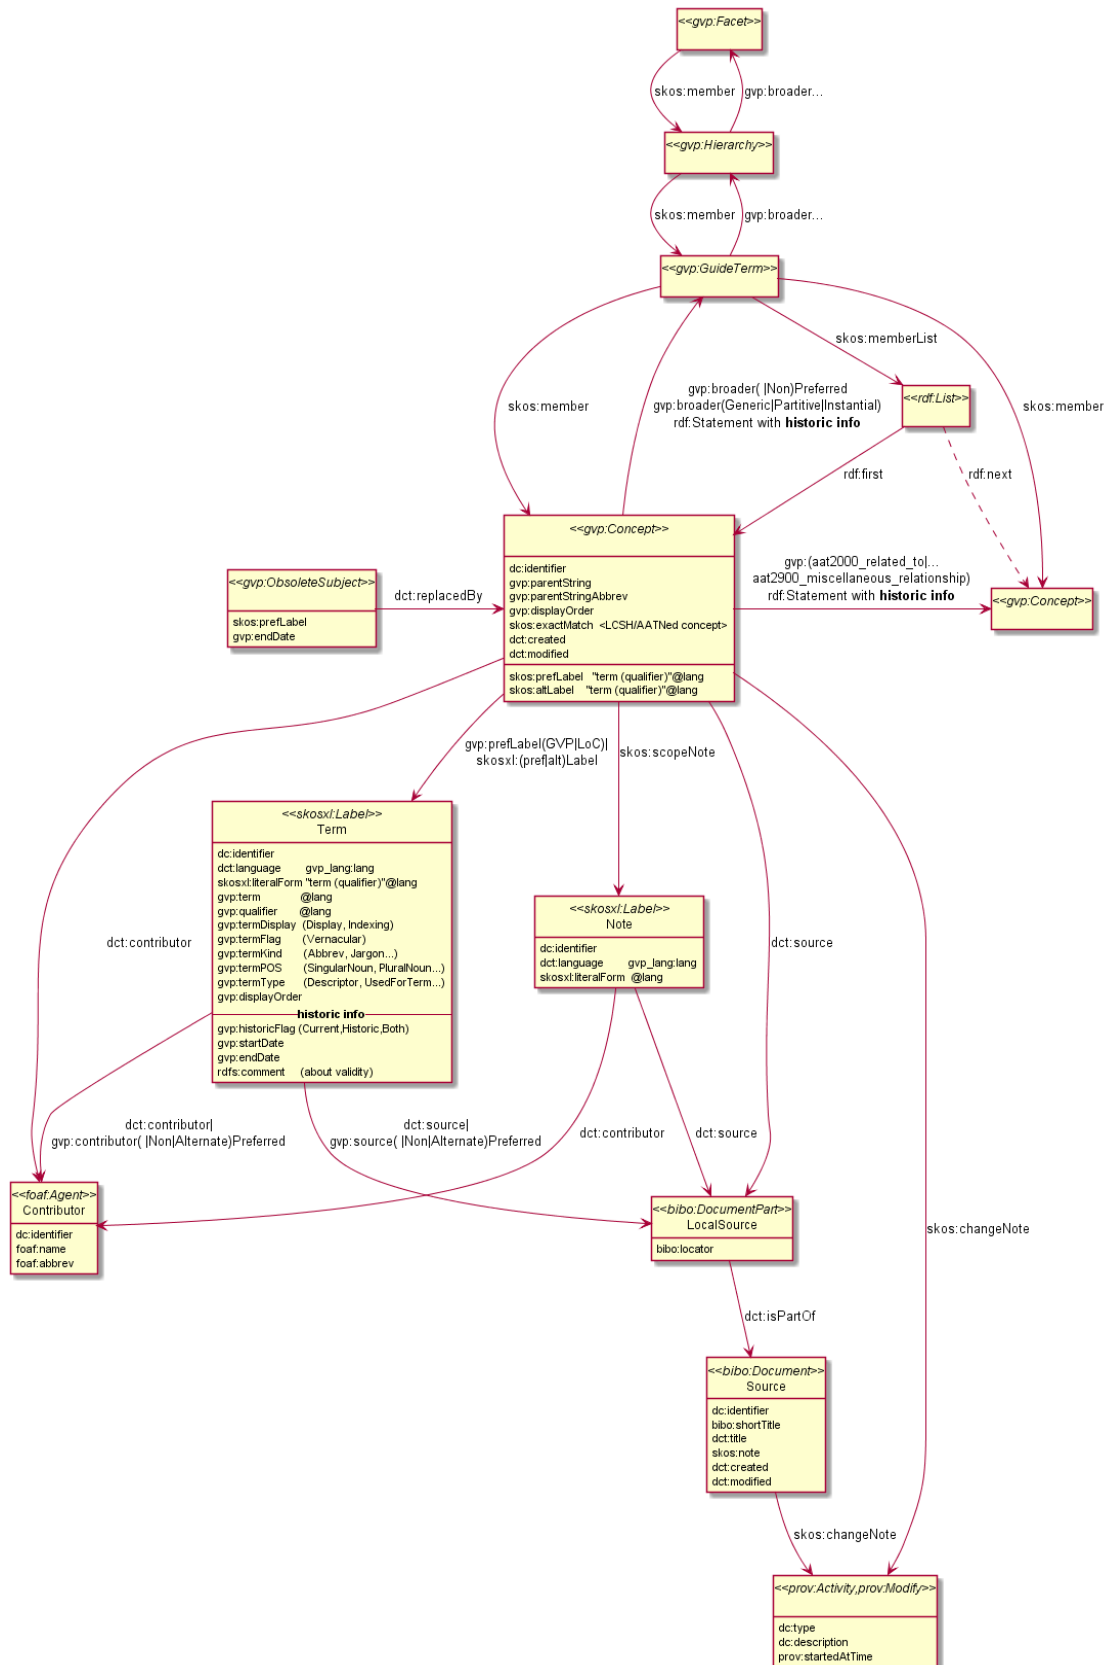 <<gvp:Facet>>
skos:member
gvp:broader...
<<gvp:Hierarchy>>
skos:member
gvp:broader...
<<gvp:GuideTerm>>
skos:memberList
gvp:broader( |Non)Preferred
gvp:broader(Generic|Partitive|Instantial)
rdf:Statement with historic info
<<rdf:List>>
skos:member
skos:member
rdf:first
rdf:next
<<gvp:Concept>>
dc:identifier
gvp:parentString
gvp:parentStringAbbrev
gvp:displayOrder
skos:exactMatch <LCSH/AATNed concept>
dct:created
dct:modified
skos:prefLabel "term (qualifier)"@lang
skos:altLabel "term (qualifier)"@lang
<<gvp:ObsoleteSubject>>
skos:prefLabel
gvp:endDate
dct:replacedBy
gvp:(aat2000_related_to|...
aat2900_miscellaneous_relationship)
rdf:Statement with historic info
<<gvp:Concept>>
gvp:prefLabel(GVP|LoC)|
skosxl:(pref|alt)Label
skos:scopeNote
<<skosxl:Label>>
Term
dc:identifier
dct:language gvp_lang:lang
skosxl:literalForm "term (qualifier)"@lang
gvp:term @lang
gvp:qualifier @lang
gvp:termDisplay (Display, Indexing)
gvp:termFlag (Vernacular)
gvp:termKind (Abbrev, Jargon...)
gvp:termPOS (SingularNoun, PluralNoun...)
gvp:termType (Descriptor, UsedForTerm...)
gvp:displayOrder
historic info
gvp:historicFlag (Current,Historic,Both)
gvp:startDate
gvp:endDate
rdfs:comment (about validity)
<<skosxl:Label>>
Note
dc:identifier
dct:language gvp_lang:lang
skosxl:literalForm @lang
dct:contributor
dct:source
dct:contributor|
gvp:contributor( |Non|Alternate)Preferred
dct:source|
gvp:source( |Non|Alternate)Preferred
dct:contributor
dct:source
<<foaf:Agent>>
Contributor
dc:identifier
foaf:name
foaf:abbrev
<<bibo:DocumentPart>>
LocalSource
bibo:locator
skos:changeNote
dct:isPartOf
<<bibo:Document>>
Source
dc:identifier
bibo:shortTitle
dct:title
skos:note
dct:created
dct:modified
skos:changeNote
<<prov:Activity,prov:Modify>>
dc:type
dc:description
prov:startedAtTime